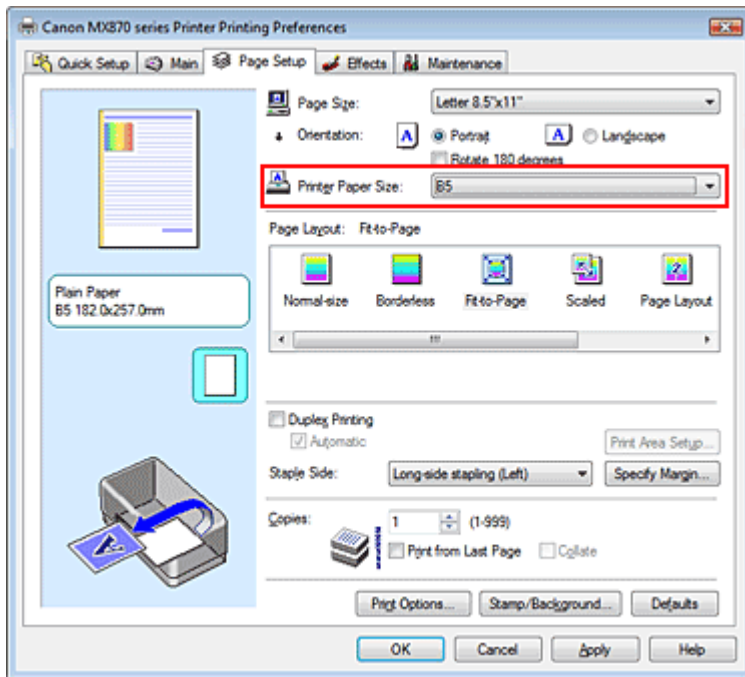 Canon MX870 series Printer Printing Preferences
Quick Setup Main Page Setup Effects Maintenance
Page Size: Letter 8.5"x11"
Orientation: A Portrait A Landscape
Rotate 180 degrees
Printer Paper Size: B5
Page Layout: Fit-to-Page
Normal-size Borderless Fit-to-Page Scaled Page Layout
Plain Paper
B5 182.0x257.0mm
Duplex Printing
Automatic Print Area Setup...
Staple Side: Long-side stapling (Left) Specify Margin...
Copies: 1 (1-999)
Print from Last Page Collate
Print Options... Stamp/Background... Defaults
OK Cancel Apply Help